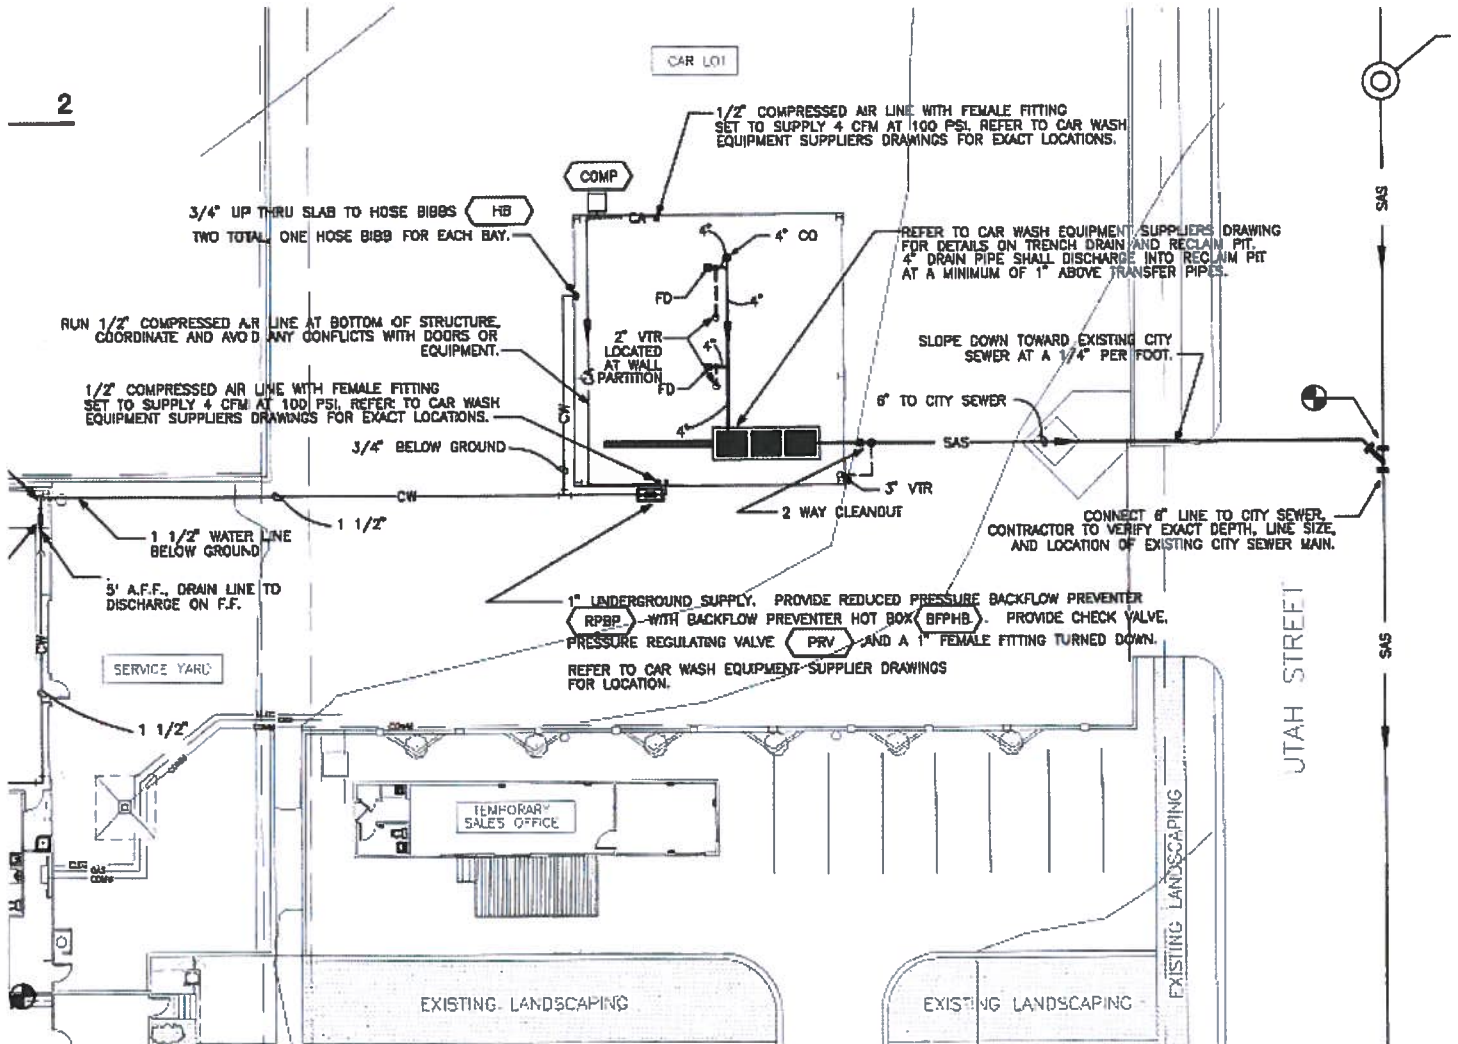 2
CAR LOT
1/2" COMPRESSED AIR LINE WITH FEMALE FITTING
SET TO SUPPLY 4 CFM AT 100 PSI, REFER TO CAR WASH
EQUIPMENT SUPPLIERS DRAWINGS FOR EXACT LOCATIONS.
COMP
3/4" UP THRU SLAB TO HOSE BIBBS
HB
TWO TOTAL, ONE HOSE BIBB FOR EACH BAY.
CA
4"
4" CO
REFER TO CAR WASH EQUIPMENT SUPPLIERS DRAWING
FOR DETAILS ON TRENCH DRAIN AND RECLAIM PIT.
4" DRAIN PIPE SHALL DISCHARGE INTO RECLAIM PIT
AT A MINIMUM OF 1" ABOVE TRANSFER PIPES.
SAS
FD
4"
RUN 1/2" COMPRESSED AIR LINE AT BOTTOM OF STRUCTURE,
COORDINATE AND AVOID ANY CONFLICTS WITH DOORS OR
EQUIPMENT.
2" VTR
LOCATED
AT WALL
PARTITION
4"
FD
CA
SLOPE DOWN TOWARD EXISTING CITY
SEWER AT A 1/4" PER FOOT.
1/2" COMPRESSED AIR LINE WITH FEMALE FITTING
SET TO SUPPLY 4 CFM AT 100 PSI, REFER TO CAR WASH
EQUIPMENT SUPPLIERS DRAWINGS FOR EXACT LOCATIONS.
CW
6" TO CITY SEWER
4"
SAS
3/4" BELOW GROUND
3" VTR
CW
2 WAY CLEANOUT
1 1/2"
CONNECT 6" LINE TO CITY SEWER,
CONTRACTOR TO VERIFY EXACT DEPTH, LINE SIZE,
AND LOCATION OF EXISTING CITY SEWER MAIN.
1 1/2" WATER LINE
BELOW GROUND
5' A.F.F., DRAIN LINE TO
DISCHARGE ON F.F.
1" UNDERGROUND SUPPLY. PROVIDE REDUCED PRESSURE BACKFLOW PREVENTER
RPBP WITH BACKFLOW PREVENTER HOT BOX BFPHB. PROVIDE CHECK VALVE,
PRESSURE REGULATING VALVE PRV AND A 1" FEMALE FITTING TURNED DOWN.
REFER TO CAR WASH EQUIPMENT SUPPLIER DRAWINGS
FOR LOCATION.
CW
SAS
UTAH STREET
SERVICE YARD
1 1/2"
COMM
TEMPORARY
SALES OFFICE
GAS
COMM
EXISTING LANDSCAPING
EXISTING LANDSCAPING
EXISTING LANDSCAPING